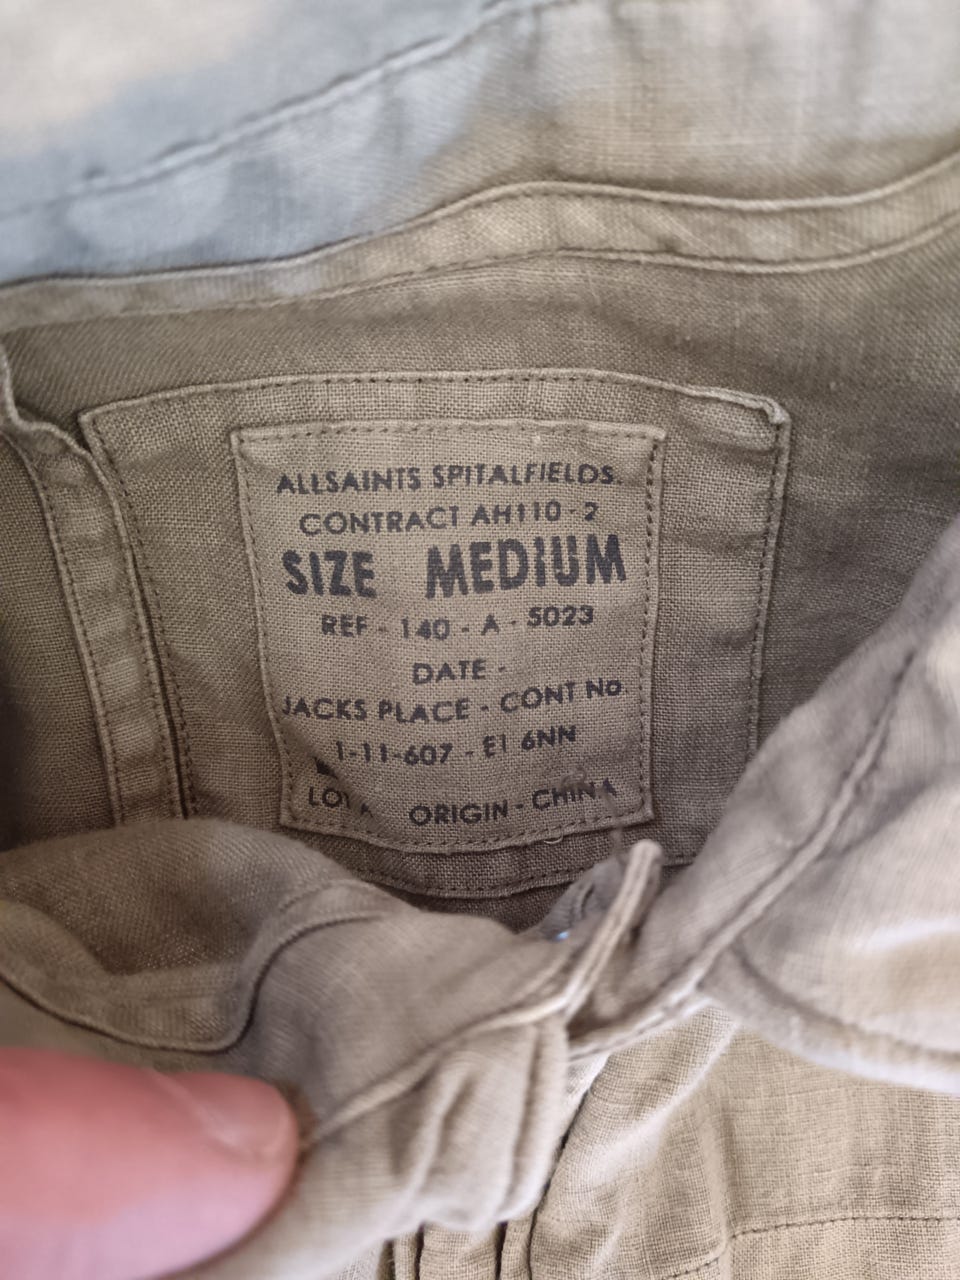 ALLSAINTS SPITALFIELDS.
CONTRACT AH110 - 2
SIZE MEDIUM
REF - 140 - A - 5023
DATE -
JACKS PLACE - CONT No
1-11-607 - E1 6NN
ORIGIN - CHINA